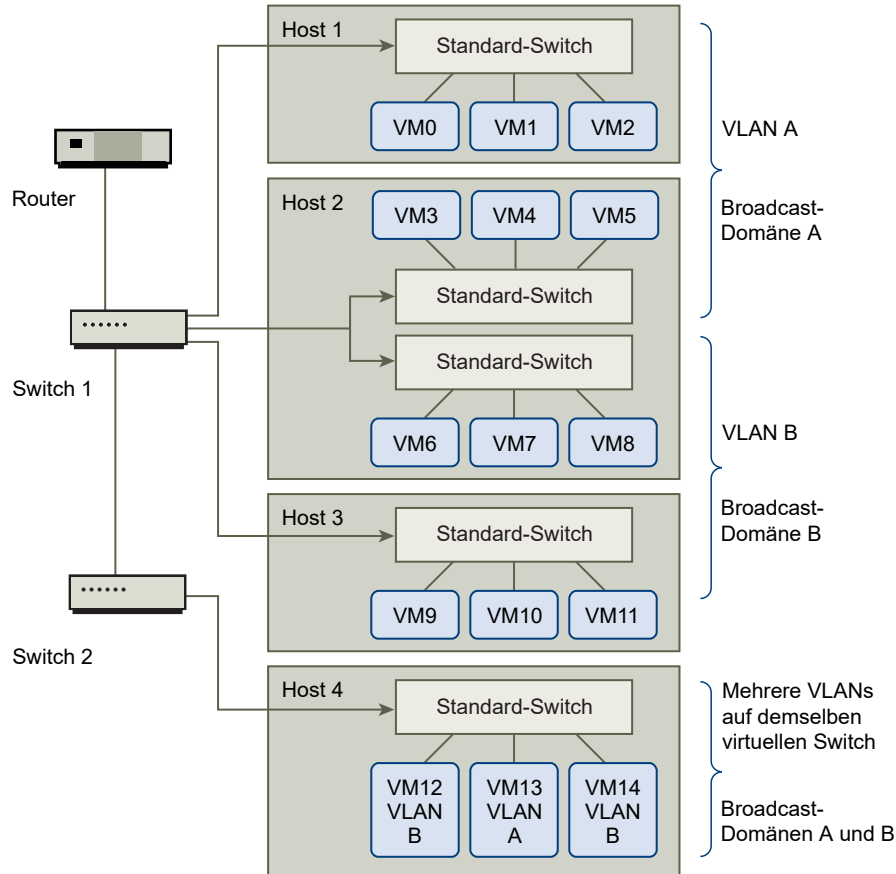 Host 1
Standard-Switch
VM0
VM1
VM2
VLAN A
Router
Host 2
VM3
VM4
VM5
Broadcast-
Domäne A
Standard-Switch
Switch 1
Standard-Switch
VM6
VM7
VM8
VLAN B
Host 3
Standard-Switch
Broadcast-
Domäne B
VM9
VM10
VM11
Switch 2
Host 4
Standard-Switch
Mehrere VLANs
auf demselben
virtuellen Switch
VM12
VLAN
B
VM13
VLAN
A
VM14
VLAN
B
Broadcast-
Domänen A und B